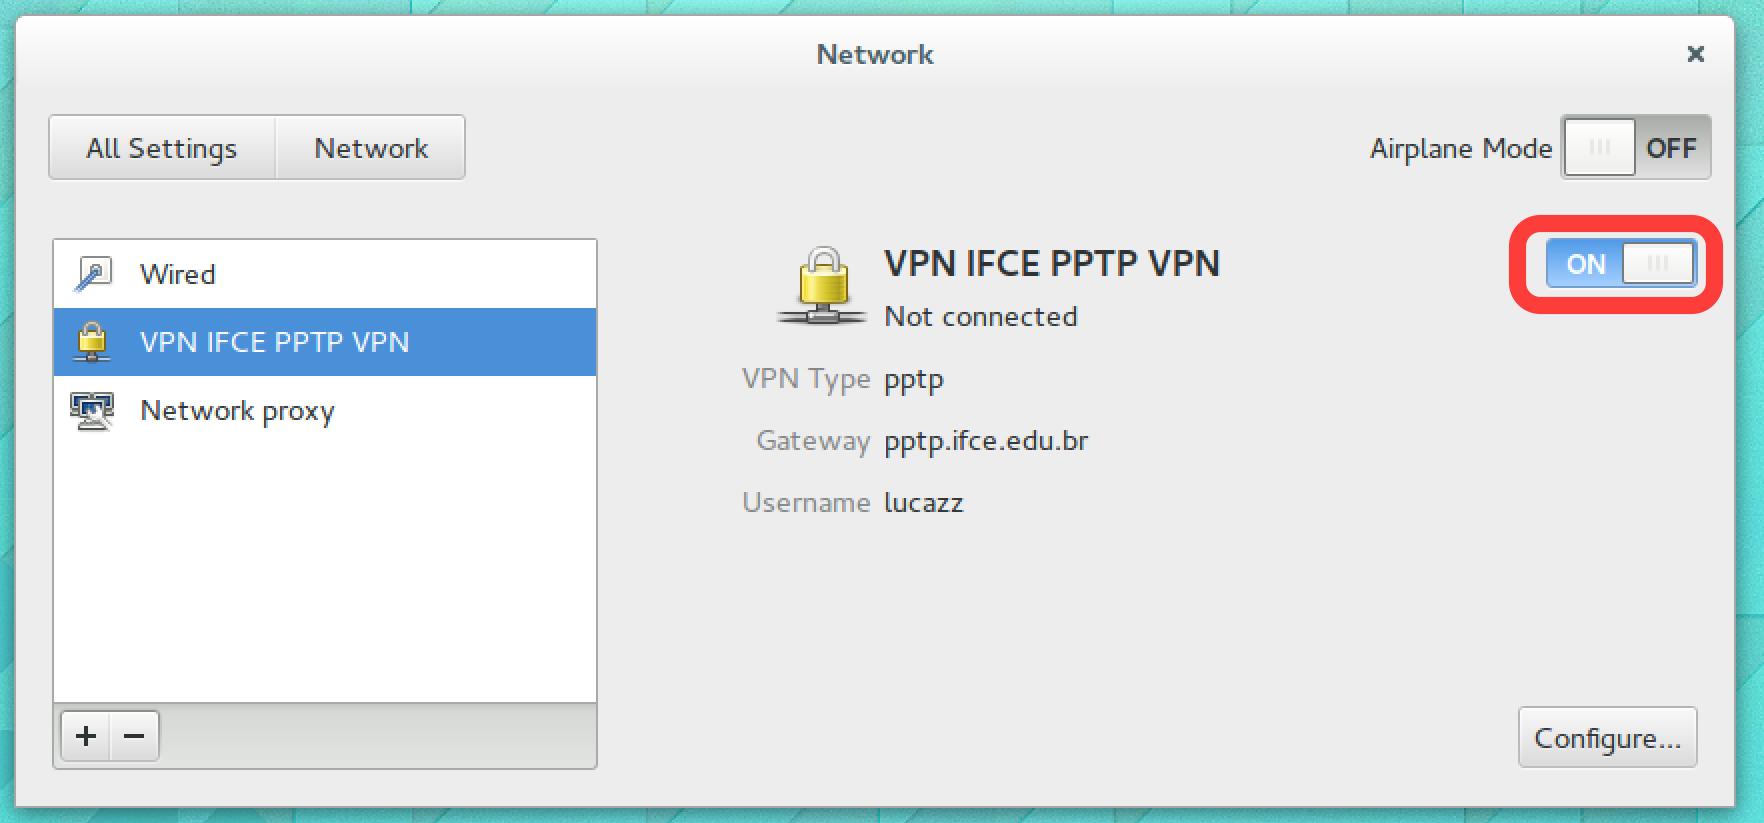 Network
All Settings
Network
Airplane Mode
OFF
Wired
VPN IFCE PPTP VPN
Network proxy
VPN IFCE PPTP VPN
ON
Not connected
VPN Type pptp
Gateway pptp.ifce.edu.br
Username lucazz
Configure...